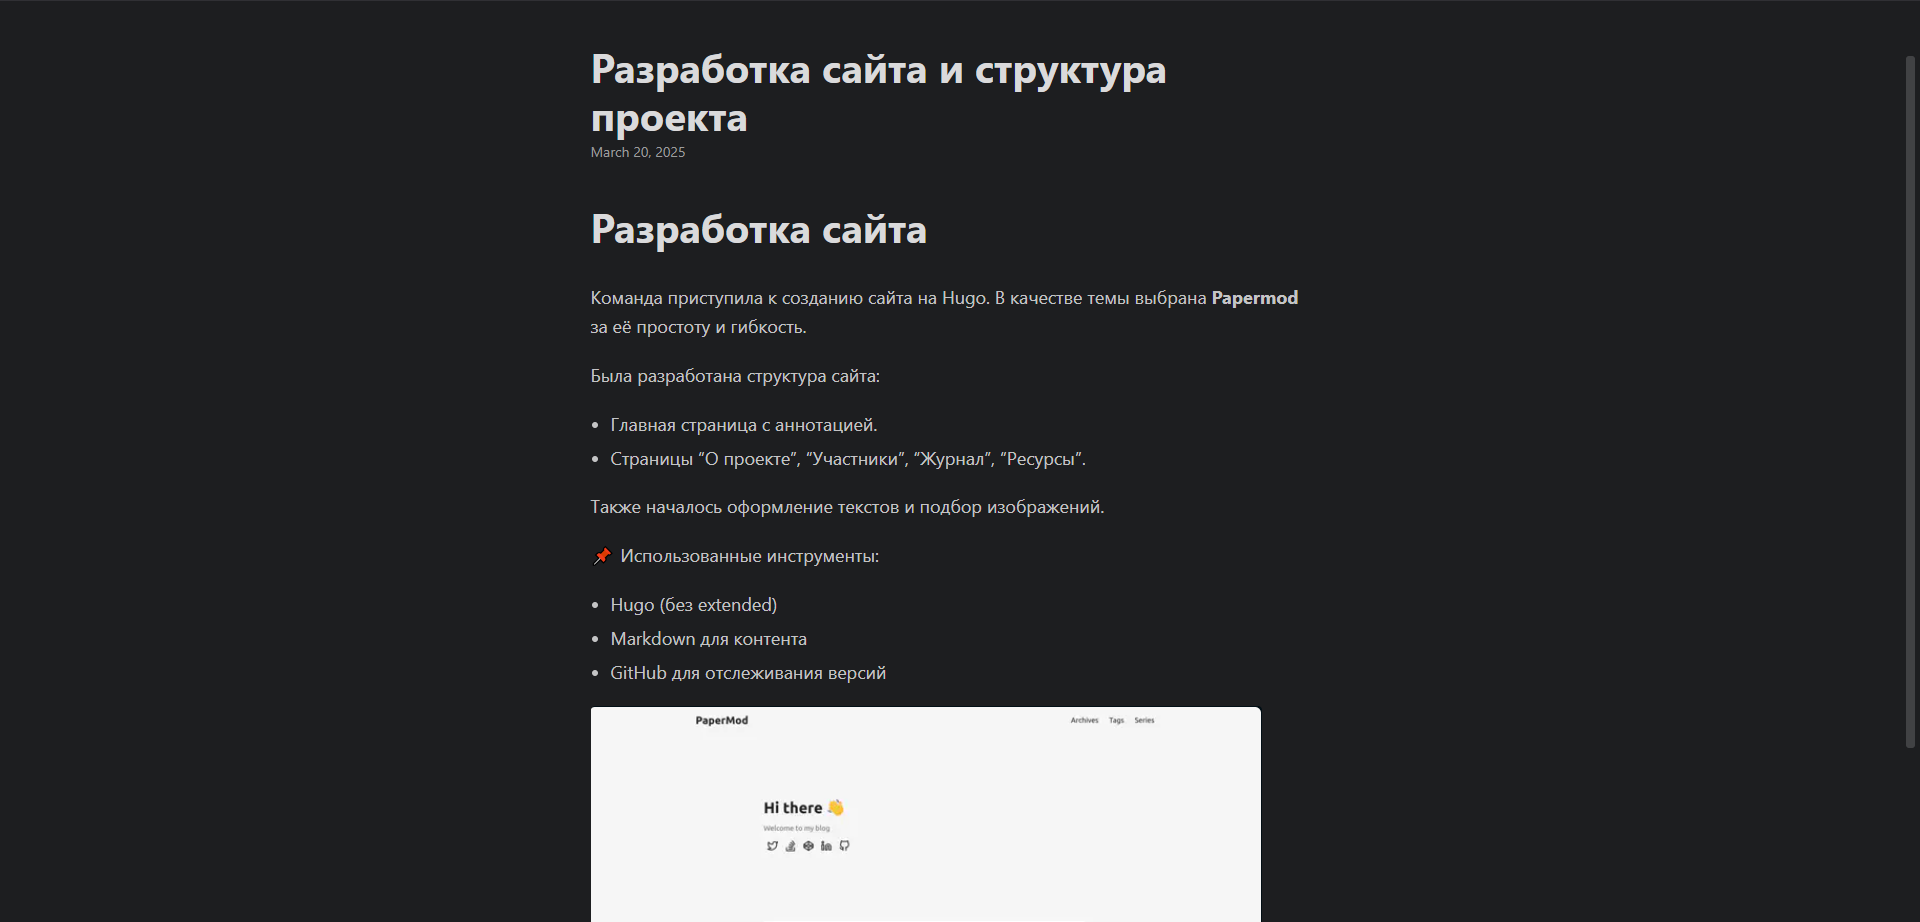 Разработка сайта и структура
проекта
March 20, 2025
Разработка сайта
Команда приступила к созданию сайта на Hugo. В качестве темы выбрана Papermod
за её простоту и гибкость.
Была разработана структура сайта:
• Главная страница с аннотацией.
• Страницы “О проекте”, “Участники”, “Журнал”, “Ресурсы”.
Также началось оформление текстов и подбор изображений.
📌 Использованные инструменты:
• Hugo (без extended)
• Markdown для контента
• GitHub для отслеживания версий
PaperMod Archives Tags Series
Hi there 👋
Welcome to my blog